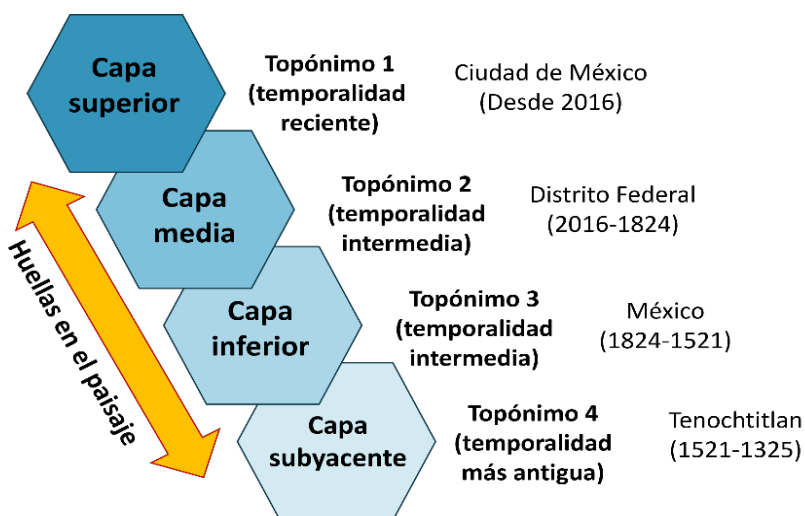 Capa
superior
Topónimo 1
(temporalidad
reciente)
Ciudad de México
(Desde 2016)
Capa
media
Topónimo 2
(temporalidad
intermedia)
Distrito Federal
(2016-1824)
Capa
inferior
Topónimo 3
(temporalidad
intermedia)
México
(1824-1521)
Capa
subyacente
Topónimo 4
(temporalidad
más antigua)
Tenochtitlan
(1521-1325)
Huellas en el paisaje